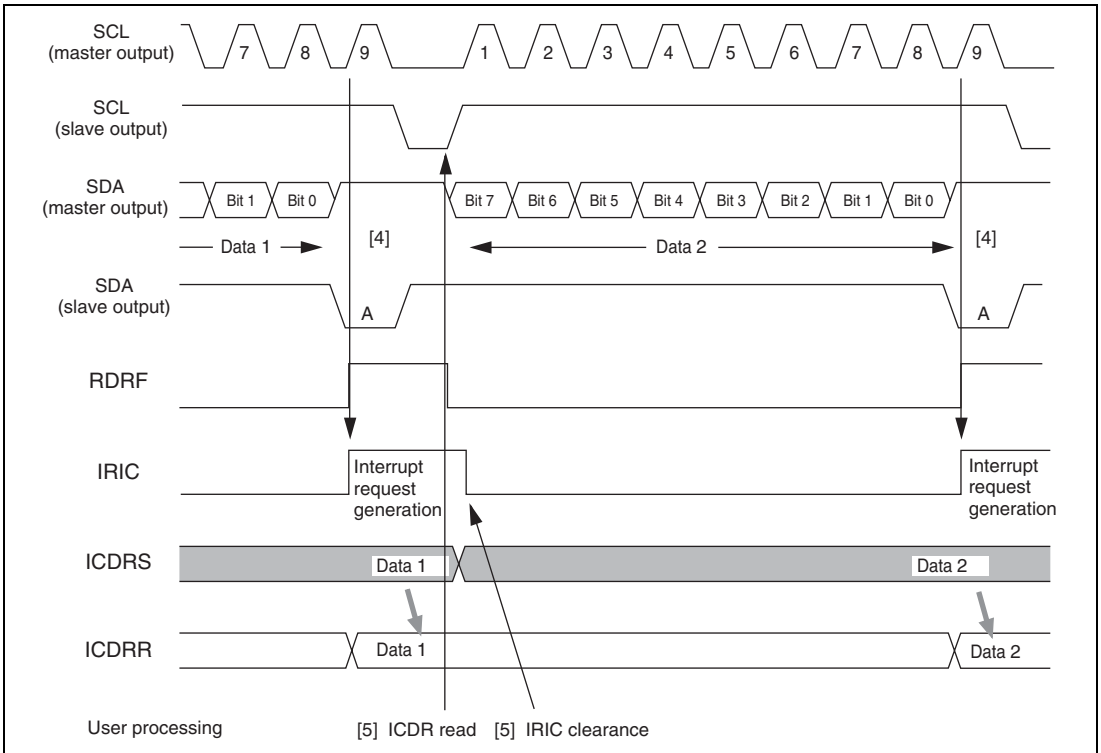 SCL
(master output)
7 8 9 1 2 3 4 5 6 7 8 9
SCL
(slave output)
SDA
(master output)
Bit 1 Bit 0 Bit 7 Bit 6 Bit 5 Bit 4 Bit 3 Bit 2 Bit 1 Bit 0
Data 1 [4] Data 2 [4]
SDA
(slave output)
A A
RDRF
IRIC
Interrupt
request
generation
Interrupt
request
generation
ICDRS
Data 1 Data 2
ICDRR
Data 1 Data 2
User processing [5] ICDR read [5] IRIC clearance